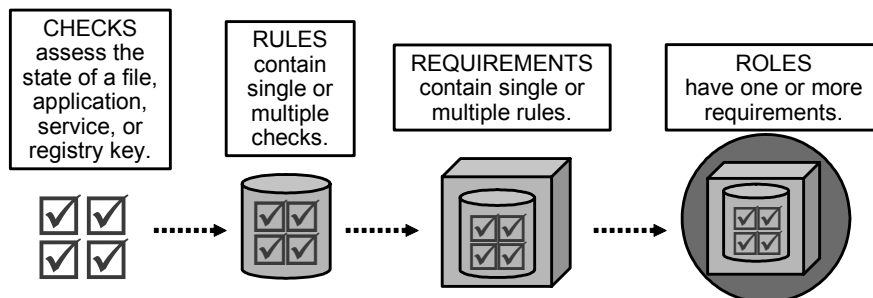 CHECKS
assess the
state of a file,
application,
service, or
registry key.
RULES
contain
single or
multiple
checks.
REQUIREMENTS
contain single or
multiple rules.
ROLES
have one or more
requirements.